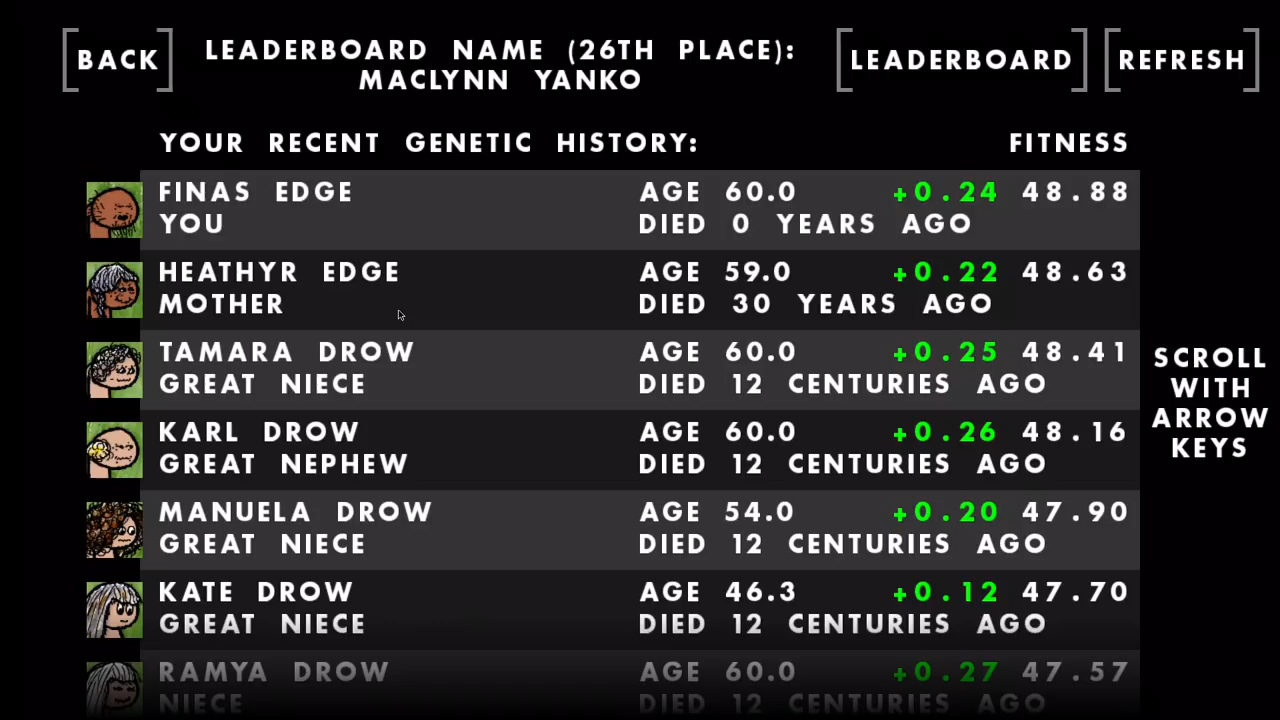 BACK
LEADERBOARD NAME (26TH PLACE):
MACLYNN YANKO
LEADERBOARD
REFRESH
YOUR RECENT GENETIC HISTORY: FITNESS
FINAS EDGE AGE 60.0 +0.24 48.88
YOU DIED 0 YEARS AGO
HEATHYR EDGE AGE 59.0 +0.22 48.63
MOTHER DIED 30 YEARS AGO
TAMARA DROW AGE 60.0 +0.25 48.41
GREAT NIECE DIED 12 CENTURIES AGO
KARL DROW AGE 60.0 +0.26 48.16
GREAT NEPHEW DIED 12 CENTURIES AGO
MANUELA DROW AGE 54.0 +0.20 47.90
GREAT NIECE DIED 12 CENTURIES AGO
KATE DROW AGE 46.3 +0.12 47.70
GREAT NIECE DIED 12 CENTURIES AGO
RAMYA DROW AGE 60.0 +0.27 47.57
NIECE DIED 12 CENTURIES AGO
SCROLL
WITH
ARROW
KEYS